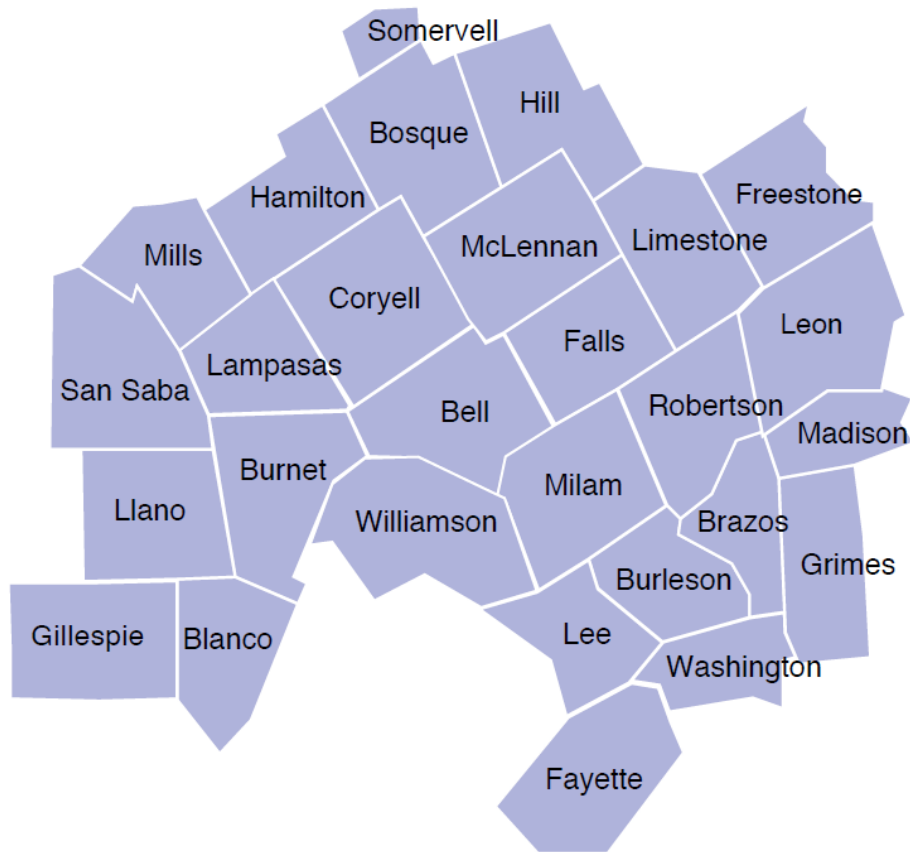 Somervell
Hill
Bosque
Freestone
Hamilton
Limestone
McLennan
Mills
Coryell
Leon
Falls
Lampasas
San Saba
Robertson
Bell
Madison
Burnet
Milam
Llano
Williamson
Brazos
Grimes
Burleson
Gillespie
Blanco
Lee
Washington
Fayette